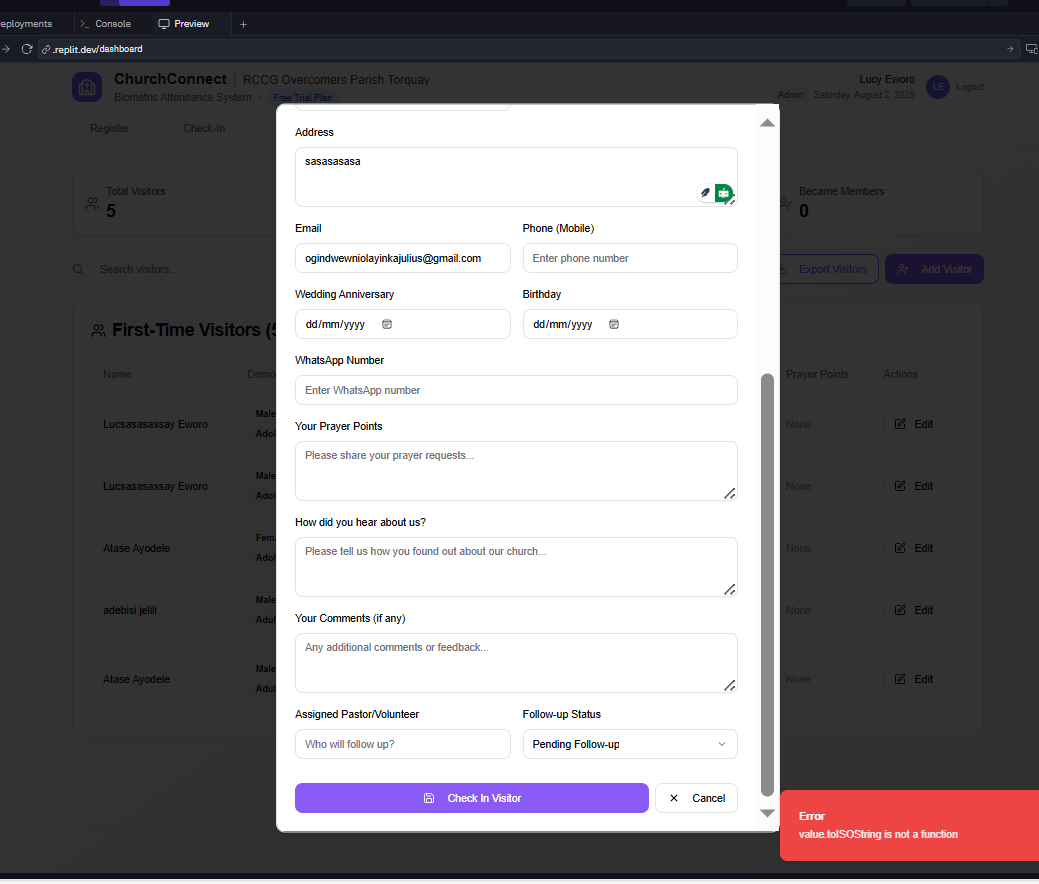 eployments
Console
Preview
.replit.dev/dashboard
ChurchConnect | RCCG Overcomers Parish Torquay
Biometric Attendance System • Free Trial Plan
Lucy Eworo
Admin Saturday, August 2, 2025
LE
Logout
Register
Check-In
Total Visitors
5
Became Members
0
Search visitors...
Export Visitors
Add Visitor
First-Time Visitors (5
Name
Demo
Prayer Points
Actions
Lucsasasassay Eworo
Male
Adol
None
Edit
Lucsasasassay Eworo
Male
Adol
None
Edit
Atase Ayodele
Fema
Adol
None
Edit
adebisi jelili
Male
Adul
None
Edit
Atase Ayodele
Male
Adul
None
Edit
Address
sasasasasa
Email
Phone (Mobile)
ogindwewniolayinkajulius@gmail.com
Enter phone number
Wedding Anniversary
Birthday
dd/mm/yyyy
dd/mm/yyyy
WhatsApp Number
Enter WhatsApp number
Your Prayer Points
Please share your prayer requests...
How did you hear about us?
Please tell us how you found out about our church...
Your Comments (if any)
Any additional comments or feedback...
Assigned Pastor/Volunteer
Follow-up Status
Who will follow up?
Pending Follow-up
Check In Visitor
Cancel
Error
value.toISOString is not a function